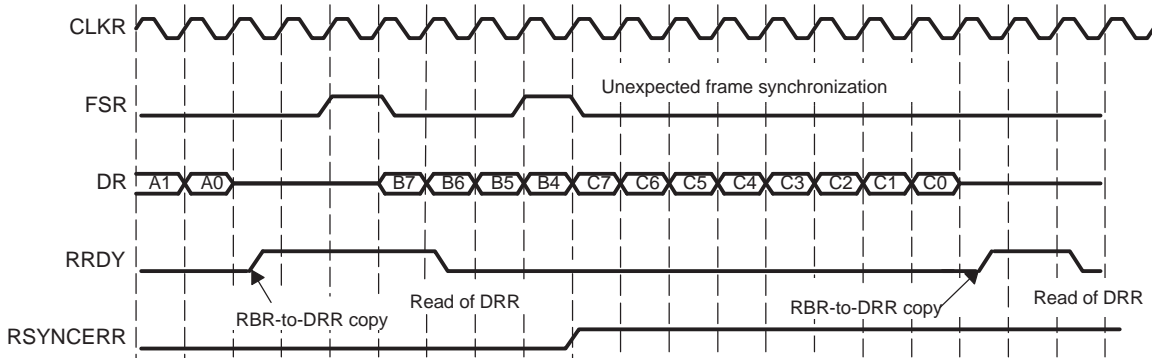 CLKR
Unexpected frame synchronization
FSR
DR A1 A0 B7 B6 B5 B4 C7 C6 C5 C4 C3 C2 C1 C0
RRDY
Read of DRR RBR-to-DRR copy Read of DRR
RBR-to-DRR copy
RSYNCERR